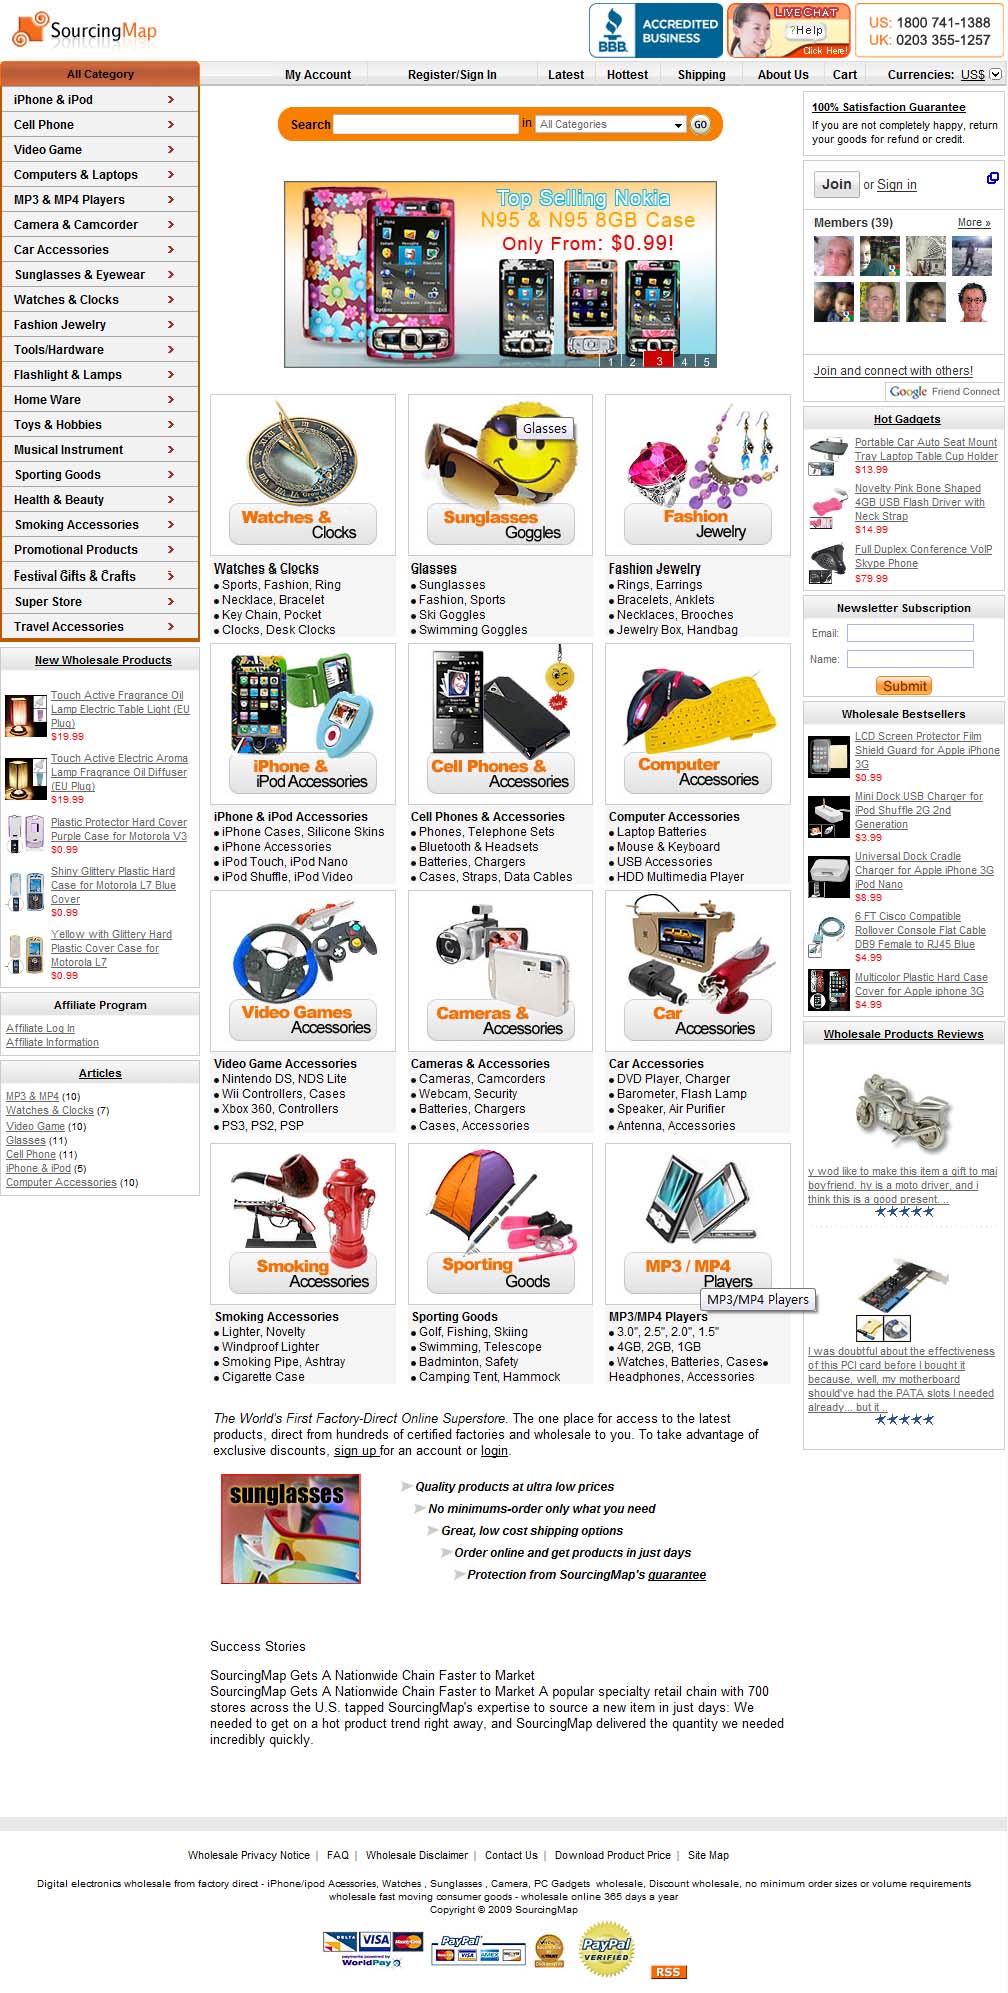 SourcingMap
BBB
ACCREDITED
BUSINESS
LIVE CHAT
?Help
Click Here!
US: 1800 741-1388
UK: 0203 355-1257
All Category
My Account
Register/Sign In
Latest
Hottest
Shipping
About Us
Cart
Currencies: US$
iPhone & iPod
Cell Phone
Video Game
Computers & Laptops
MP3 & MP4 Players
Camera & Camcorder
Car Accessories
Sunglasses & Eyewear
Watches & Clocks
Fashion Jewelry
Tools/Hardware
Flashlight & Lamps
Home Ware
Toys & Hobbies
Musical Instrument
Sporting Goods
Health & Beauty
Smoking Accessories
Promotional Products
Festival Gifts & Crafts
Super Store
Travel Accessories
New Wholesale Products
Touch Active Fragrance Oil
Lamp Electric Table Light (EU
Plug)
$19.99
Touch Active Electric Aroma
Lamp Fragrance Oil Diffuser
(EU Plug)
$19.99
Plastic Protector Hard Cover
Purple Case for Motorola V3
$0.99
Shiny Glittery Plastic Hard
Case for Motorola L7 Blue
Cover
$0.99
Yellow with Glittery Hard
Plastic Cover Case for
Motorola L7
$0.99
Affiliate Program
Affiliate Log In
Affiliate Information
Articles
MP3 & MP4 (10)
Watches & Clocks (7)
Video Game (10)
Glasses (11)
Cell Phone (11)
iPhone & iPod (5)
Computer Accessories (10)
Search in All Categories GO
Top Selling Nokia
N95 & N95 8GB Case
Only From: $0.99!
1 2 3 4 5
Watches &
Clocks
Watches & Clocks
● Sports, Fashion, Ring
● Necklace, Bracelet
● Key Chain, Pocket
● Clocks, Desk Clocks
Glasses
Sunglasses
Goggles
Glasses
● Sunglasses
● Fashion, Sports
● Ski Goggles
● Swimming Goggles
Fashion
Jewelry
Fashion Jewelry
● Rings, Earrings
● Bracelets, Anklets
● Necklaces, Brooches
● Jewelry Box, Handbag
iPhone &
iPod Accessories
iPhone & iPod Accessories
● iPhone Cases, Silicone Skins
● iPhone Accessories
● iPod Touch, iPod Nano
● iPod Shuffle, iPod Video
Cell Phones &
Accessories
Cell Phones & Accessories
● Phones, Telephone Sets
● Bluetooth & Headsets
● Batteries, Chargers
● Cases, Straps, Data Cables
Computer
Accessories
Computer Accessories
● Laptop Batteries
● Mouse & Keyboard
● USB Accessories
● HDD Multimedia Player
Video Games
Accessories
Video Game Accessories
● Nintendo DS, NDS Lite
● Wii Controllers, Cases
● Xbox 360, Controllers
● PS3, PS2, PSP
Cameras &
Accessories
Cameras & Accessories
● Cameras, Camcorders
● Webcam, Security
● Batteries, Chargers
● Cases, Accessories
Car
Accessories
Car Accessories
● DVD Player, Charger
● Barometer, Flash Lamp
● Speaker, Air Purifier
● Antenna, Accessories
Smoking
Accessories
Smoking Accessories
● Lighter, Novelty
● Windproof Lighter
● Smoking Pipe, Ashtray
● Cigarette Case
Sporting
Goods
Sporting Goods
● Golf, Fishing, Skiing
● Swimming, Telescope
● Badminton, Safety
● Camping Tent, Hammock
MP3 / MP4
Players
MP3/MP4 Players
MP3/MP4 Players
● 3.0", 2.5", 2.0", 1.5"
● 4GB, 2GB, 1GB
● Watches, Batteries, Cases●
Headphones, Accessories
The World's First Factory-Direct Online Superstore. The one place for access to the latest
products, direct from hundreds of certified factories and wholesale to you. To take advantage of
exclusive discounts, sign up for an account or login.
sunglasses
Quality products at ultra low prices
No minimums-order only what you need
Great, low cost shipping options
Order online and get products in just days
Protection from SourcingMap's guarantee
Success Stories
SourcingMap Gets A Nationwide Chain Faster to Market
SourcingMap Gets A Nationwide Chain Faster to Market A popular specialty retail chain with 700
stores across the U.S. tapped SourcingMap's expertise to source a new item in just days: We
needed to get on a hot product trend right away, and SourcingMap delivered the quantity we needed
incredibly quickly.
100% Satisfaction Guarantee
If you are not completely happy, return
your goods for refund or credit.
Join or Sign in
Members (39) More »
Join and connect with others!
Google Friend Connect
Hot Gadgets
Portable Car Auto Seat Mount
Tray Laptop Table Cup Holder
$13.99
Novelty Pink Bone Shaped
4GB USB Flash Driver with
Neck Strap
$14.99
Full Duplex Conference VoIP
Skype Phone
$79.99
Newsletter Subscription
Email:
Name:
Submit
Wholesale Bestsellers
LCD Screen Protector Film
Shield Guard for Apple iPhone
3G
$0.99
Mini Dock USB Charger for
iPod Shuffle 2G 2nd
Generation
$3.99
Universal Dock Cradle
Charger for Apple iPhone 3G
iPod Nano
$8.99
6 FT Cisco Compatible
Rollover Console Flat Cable
DB9 Female to RJ45 Blue
$4.99
Multicolor Plastic Hard Case
Cover for Apple iphone 3G
$4.99
Wholesale Products Reviews
y wod like to make this item a gift to mai
boyfriend. hy is a moto driver, and i
think this is a good present. ..
I was doubtful about the effectiveness
of this PCI card before I bought it
because, well, my motherboard
should've had the PATA slots I needed
already... but it ..
Wholesale Privacy Notice | FAQ | Wholesale Disclaimer | Contact Us | Download Product Price | Site Map
Digital electronics wholesale from factory direct - iPhone/ipod Acessories, Watches , Sunglasses , Camera, PC Gadgets wholesale, Discount wholesale, no minimum order sizes or volume requirements
wholesale fast moving consumer goods - wholesale online 365 days a year
Copyright © 2009 SourcingMap
DELTA VISA MasterCard
payments powered by
WorldPay
PayPal
VISA
PayPal
VERIFIED
RSS